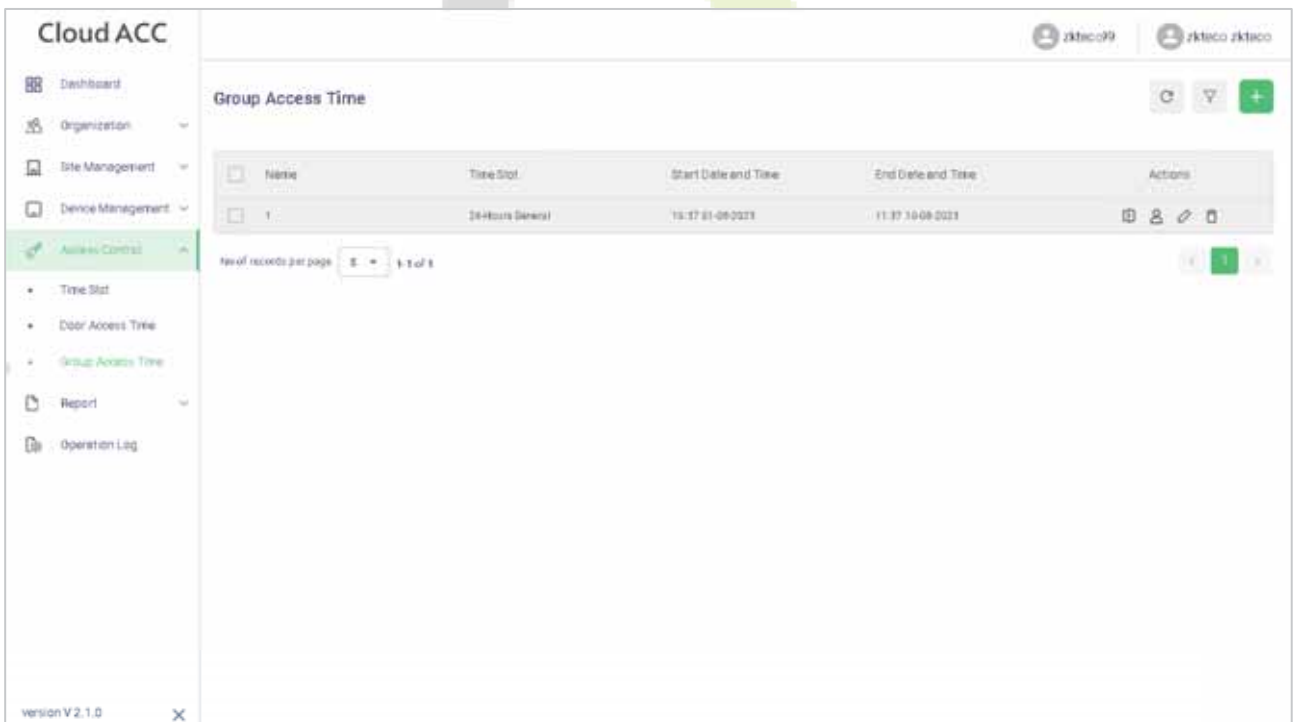 Cloud ACC
zkteco99
zkteco zkteco
Dashboard
Organization
Site Management
Device Management
Access Control
Time Slot
Door Access Time
Group Access Time
Report
Operation Log
version V 2.1.0
Group Access Time
Name Time Slot Start Date and Time End Date and Time Actions
1 24-Hours General
No of records per page 5 1-1 of 1
1